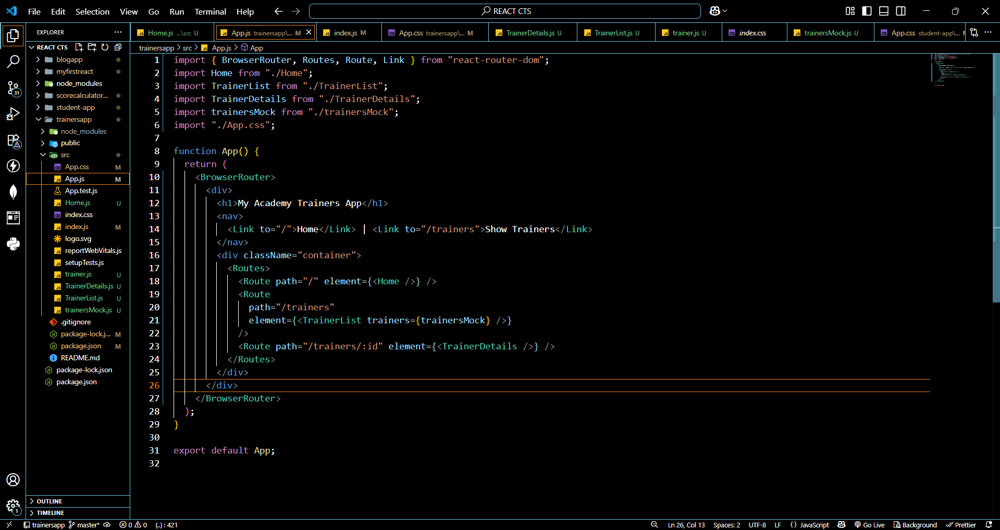 File Edit Selection View Go Run Terminal Help REACT CTS
EXPLORER
Home.js ...\src U App.js trainersapp\... M index.js M App.css trainersapp\... M TrainerDetails.js U TrainerList.js U trainer.js U index.css trainersMock.js U App.css student-app\...
trainersapp > src > App.js > App
REACT CTS
blogapp
myfirstreact
node_modules
scorecalculator...
student-app
trainersapp
node_modules
public
src
App.css M
App.js M
App.test.js
Home.js U
index.css
index.js M
logo.svg
reportWebVitals.js
setupTests.js
trainer.js U
TrainerDetails.js U
TrainerList.js U
trainersMock.js U
.gitignore
package-lock.j... M
package.json M
README.md
package-lock.json
package.json
OUTLINE
TIMELINE
31
1
1 import { BrowserRouter, Routes, Route, Link } from "react-router-dom";
2 import Home from "./Home";
3 import TrainerList from "./TrainerList";
4 import TrainerDetails from "./TrainerDetails";
5 import trainersMock from "./trainersMock";
6 import "./App.css";
7
8 function App() {
9 return (
10 <BrowserRouter>
11 <div>
12 <h1>My Academy Trainers App</h1>
13 <nav>
14 <Link to="/">Home</Link> | <Link to="/trainers">Show Trainers</Link>
15 </nav>
16 <div className="container">
17 <Routes>
18 <Route path="/" element={<Home />} />
19 <Route
20 path="/trainers"
21 element={<TrainerList trainers={trainersMock} />}
22 />
23 <Route path="/trainers/:id" element={<TrainerDetails />} />
24 </Routes>
25 </div>
26 </div>
27 </BrowserRouter>
28 );
29 }
30
31 export default App;
32
trainersapp master* 0 0 {..} : 421 Ln 26, Col 13 Spaces: 2 UTF-8 LF {} JavaScript Go Live Background Prettier